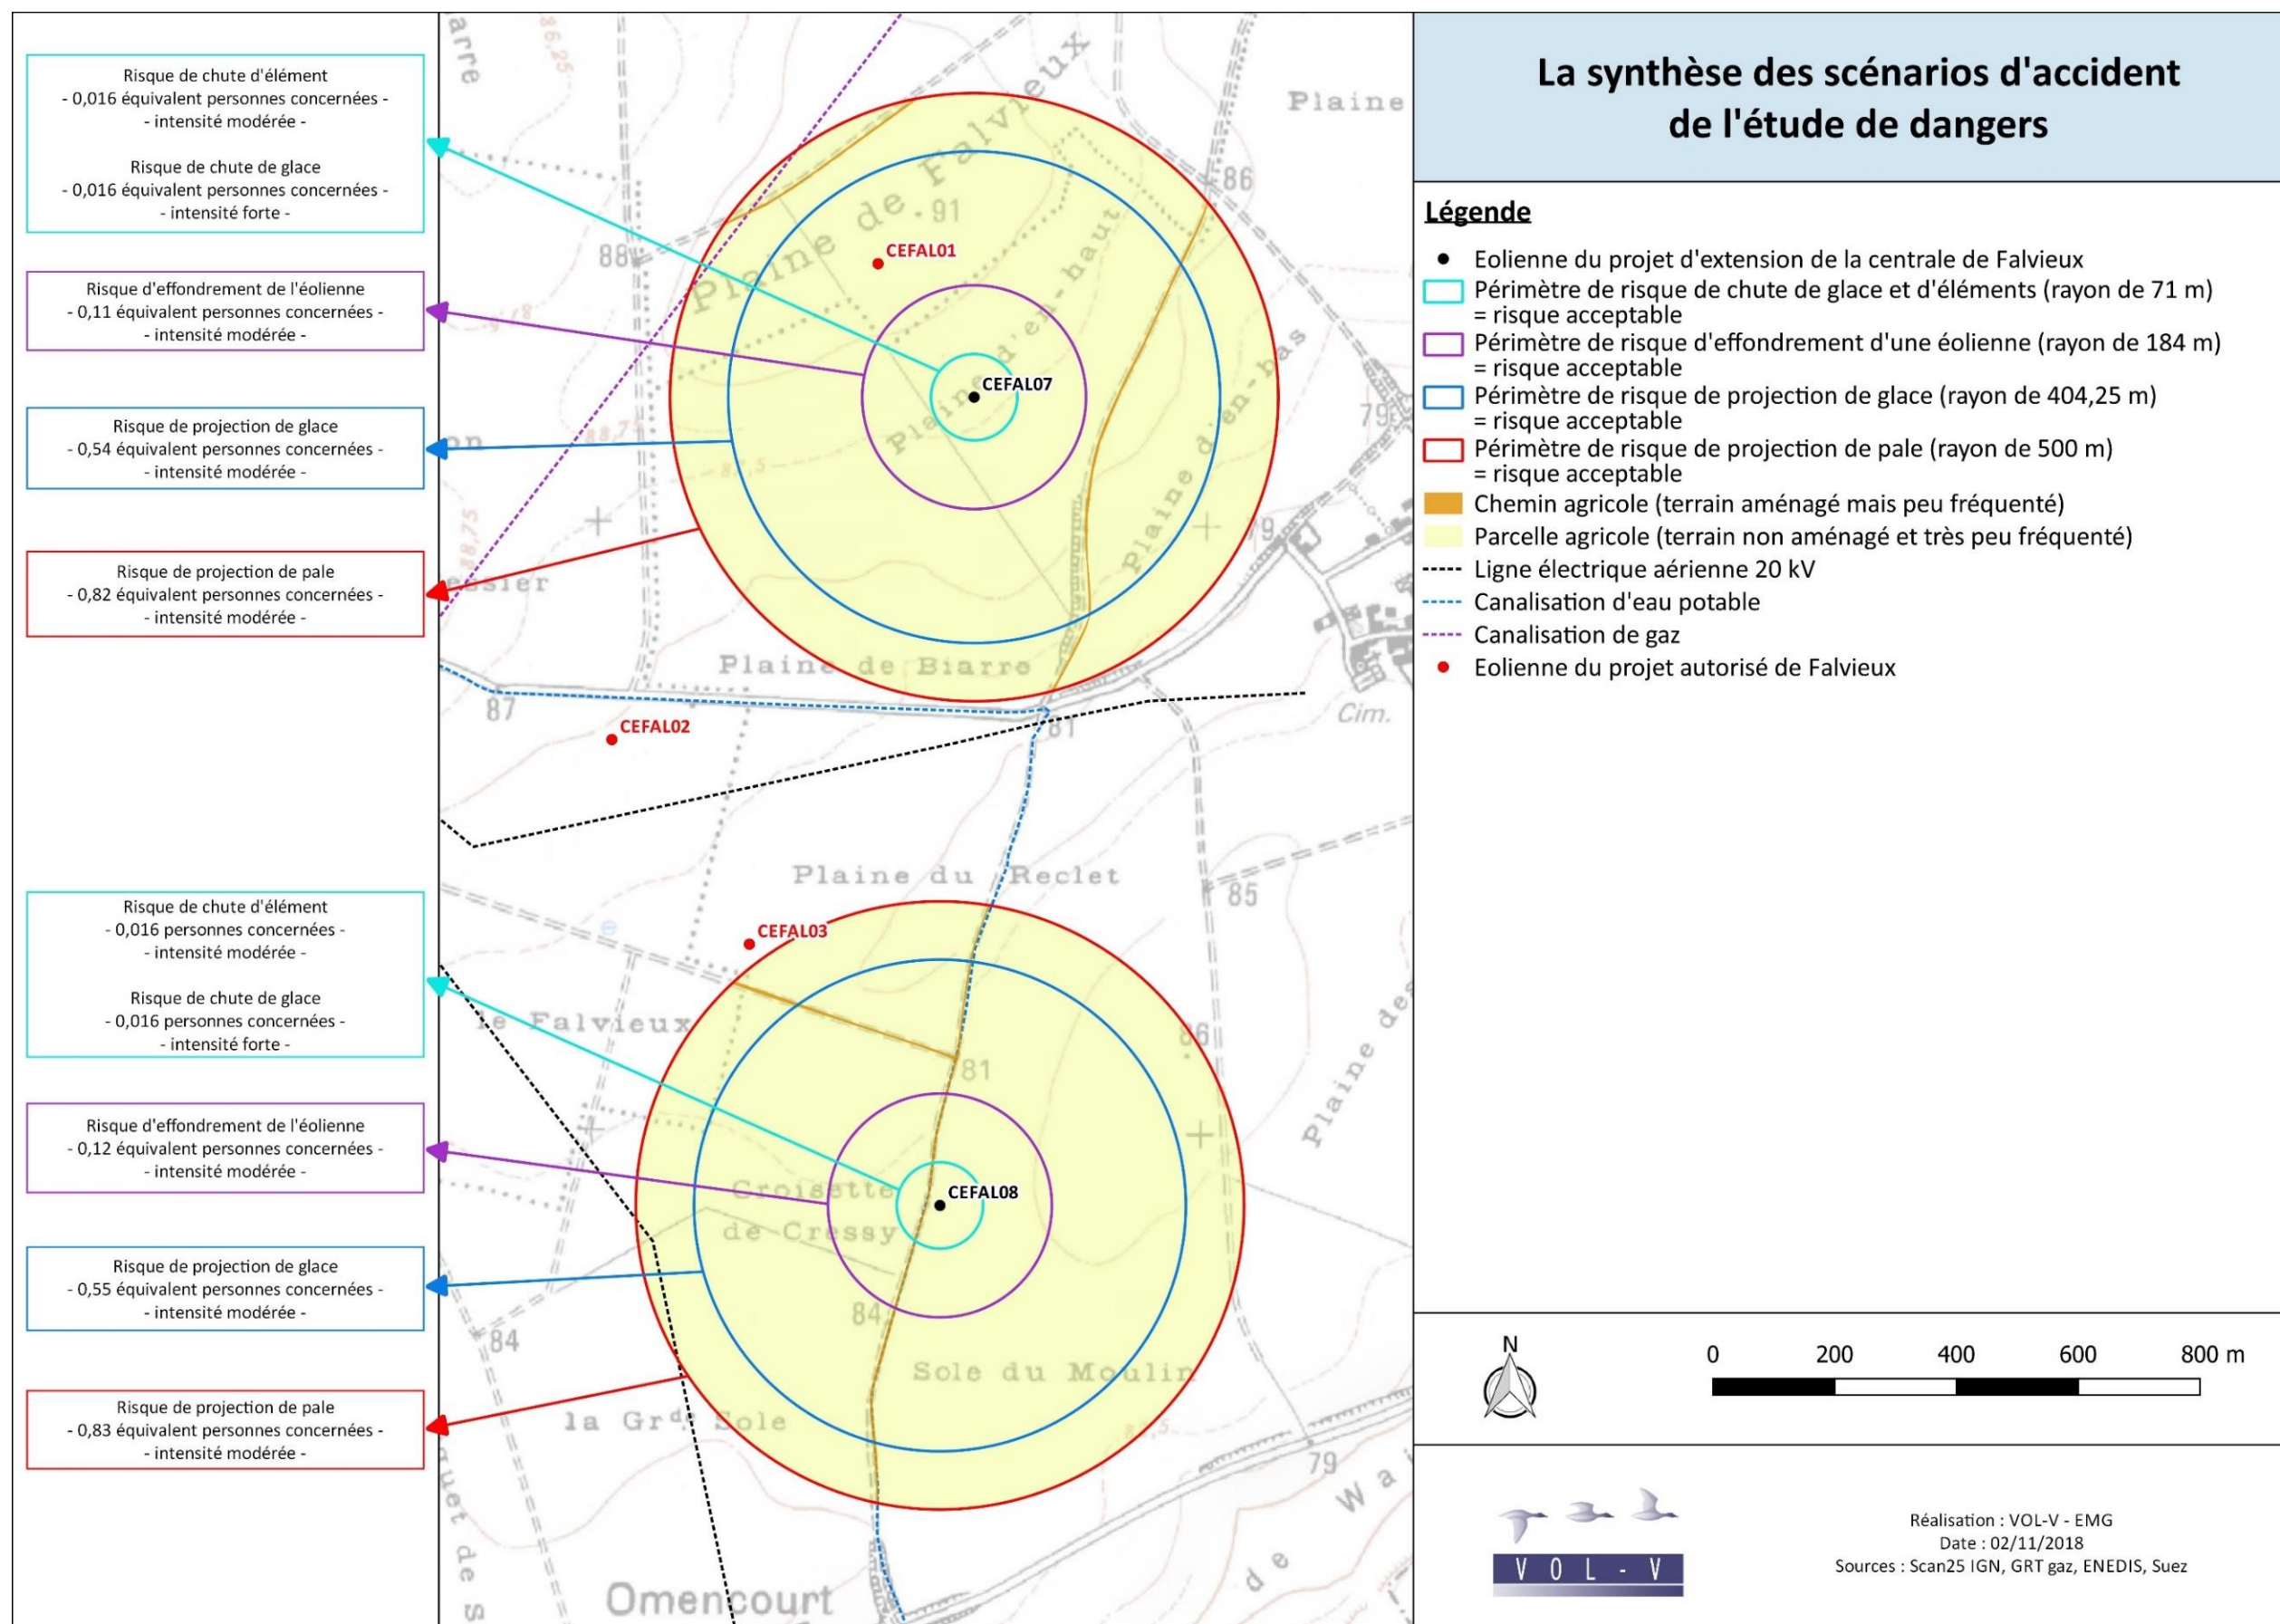 La synthèse des scénarios d'accident
de l'étude de dangers
Risque de chute d'élément
- 0,016 équivalent personnes concernées -
- intensité modérée -
Risque de chute de glace
- 0,016 équivalent personnes concernées -
- intensité forte -
Risque d'effondrement de l'éolienne
- 0,11 équivalent personnes concernées -
- intensité modérée -
Risque de projection de glace
- 0,54 équivalent personnes concernées -
- intensité modérée -
Risque de projection de pale
- 0,82 équivalent personnes concernées -
- intensité modérée -
Risque de chute d'élément
- 0,016 personnes concernées -
- intensité modérée -
Risque de chute de glace
- 0,016 personnes concernées -
- intensité forte -
Risque d'effondrement de l'éolienne
- 0,12 équivalent personnes concernées -
- intensité modérée -
Risque de projection de glace
- 0,55 équivalent personnes concernées -
- intensité modérée -
Risque de projection de pale
- 0,83 équivalent personnes concernées -
- intensité modérée -
86,25
Plaine
Plaine de Falvieux
91
86
88
CEFAL01
Plaine d'en-haut
CEFAL07
Plaine d'en-bas
79
88,75
87,5
88,75
79
Plaine de Biarre
87
81
Cim.
CEFAL02
Plaine du Reclet
85
CEFAL03
le Falvieux
86
81
Plaine des
CEFAL08
Croisette
de Cressy
84
84
Sole du Moulin
la Grde Sole
79
Omencourt
de
Légende
Eolienne du projet d'extension de la centrale de Falvieux
Périmètre de risque de chute de glace et d'éléments (rayon de 71 m)
= risque acceptable
Périmètre de risque d'effondrement d'une éolienne (rayon de 184 m)
= risque acceptable
Périmètre de risque de projection de glace (rayon de 404,25 m)
= risque acceptable
Périmètre de risque de projection de pale (rayon de 500 m)
= risque acceptable
Chemin agricole (terrain aménagé mais peu fréquenté)
Parcelle agricole (terrain non aménagé et très peu fréquenté)
Ligne électrique aérienne 20 kV
Canalisation d'eau potable
Canalisation de gaz
Eolienne du projet autorisé de Falvieux
N
0 200 400 600 800 m
VOL-V
Réalisation : VOL-V - EMG
Date : 02/11/2018
Sources : Scan25 IGN, GRT gaz, ENEDIS, Suez